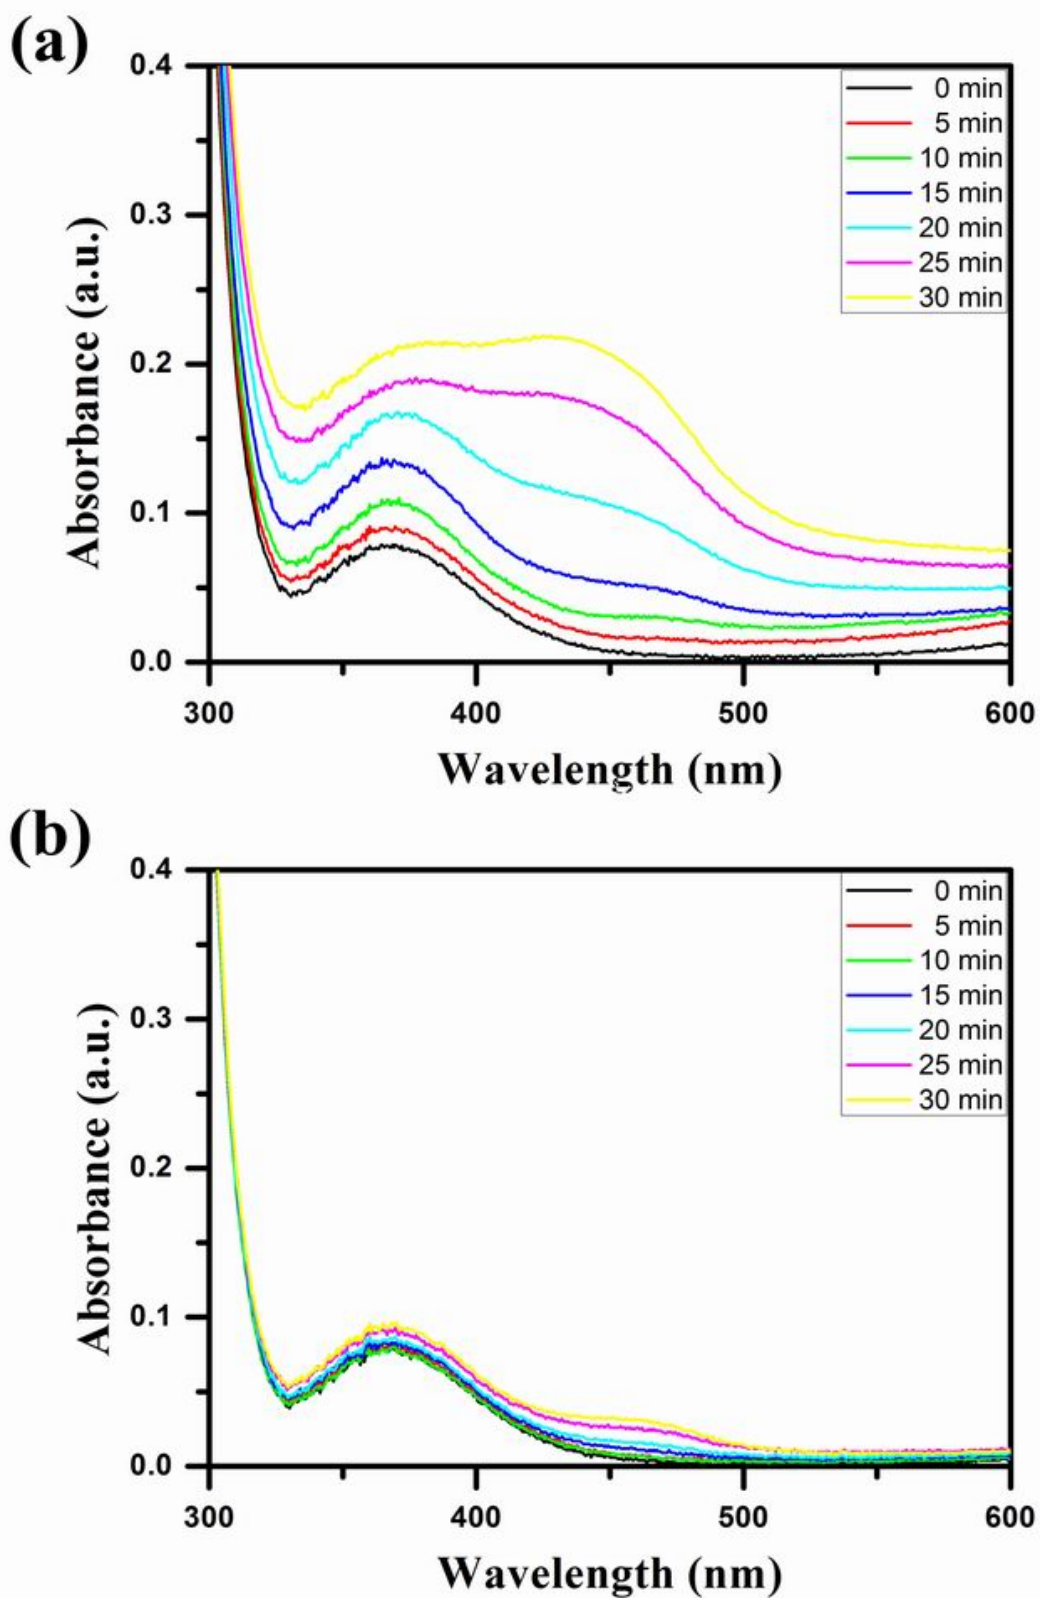 (a)
0.4
0.3
0.2
0.1
0.0
Absorbance (a.u.)
0 min
5 min
10 min
15 min
20 min
25 min
30 min
300
400
500
600
Wavelength (nm)
(b)
0.4
0.3
0.2
0.1
0.0
Absorbance (a.u.)
0 min
5 min
10 min
15 min
20 min
25 min
30 min
300
400
500
600
Wavelength (nm)